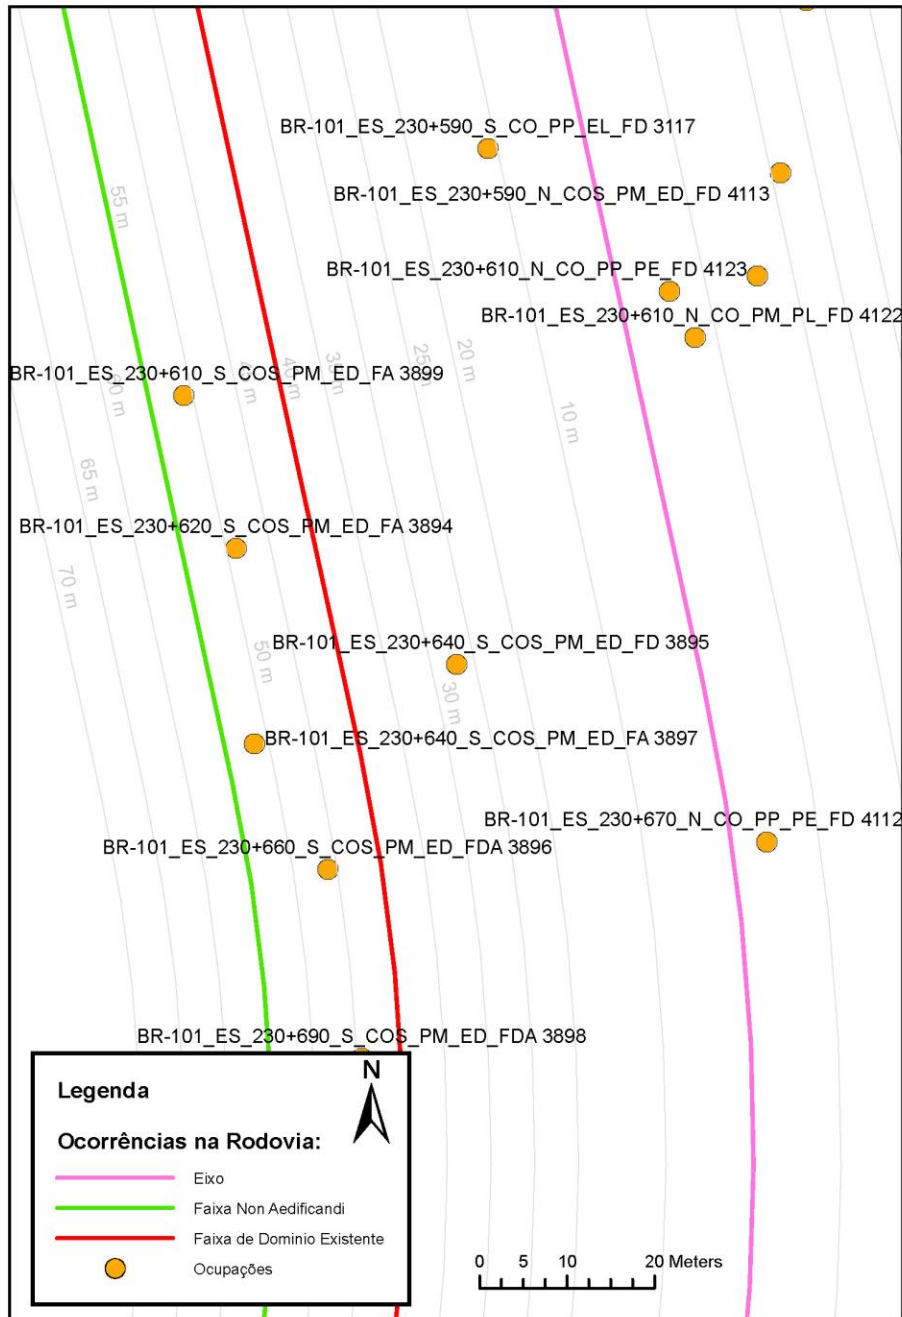 BR-101_ES_230+590_S_CO_PP_EL_FD 3117
BR-101_ES_230+590_N_COS_PM_ED_FD 4113
55 m
BR-101_ES_230+610_N_CO_PP_PE_FD 4123
BR-101_ES_230+610_N_CO_PM_PL_FD 4122
20 m
40 m
BR-101_ES_230+610_S_COS_PM_ED_FA 3899
10 m
65 m
BR-101_ES_230+620_S_COS_PM_ED_FA 3894
70 m
BR-101_ES_230+640_S_COS_PM_ED_FD 3895
50 m
30 m
BR-101_ES_230+640_S_COS_PM_ED_FA 3897
BR-101_ES_230+670_N_CO_PP_PE_FD 4112
BR-101_ES_230+660_S_COS_PM_ED_FDA 3896
BR-101_ES_230+690_S_COS_PM_ED_FDA 3898
N
Legenda
Ocorrências na Rodovia:
Eixo
Faixa Non Aedificandi
Faixa de Dominio Existente
Ocupações
0 5 10 20 Meters